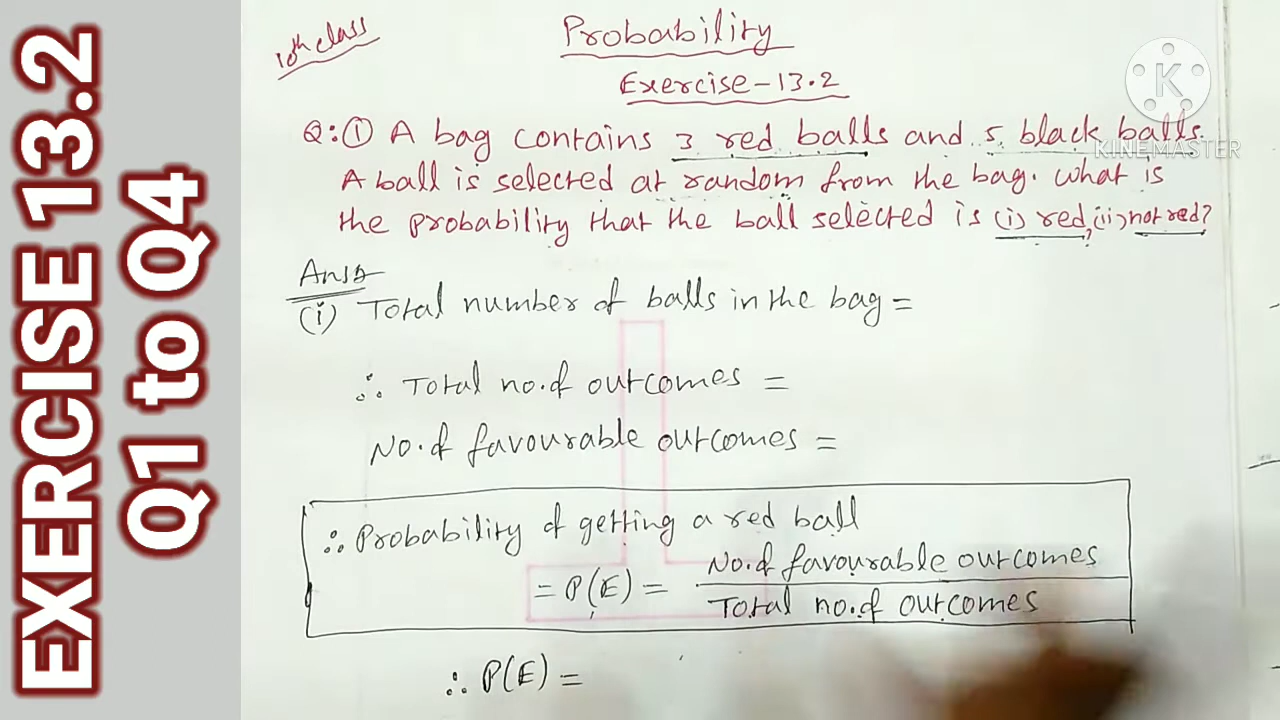 EXERCISE 13.2
Q1 to Q4
10th class
Probability
Exercise-13.2
K
KINEMASTER
Q:① A bag contains 3 red balls and 5 black balls.
A ball is selected at random from the bag. What is
the probability that the ball selected is (i) red, (ii) not red?
?
Ans:
(i) Total number of balls in the bag =
∴ Total no. of outcomes =
No. of favourable outcomes =
∴ Probability of getting a red ball
= P(E) = No. of favourable outcomes
Total no. of outcomes
∴ P(E) =